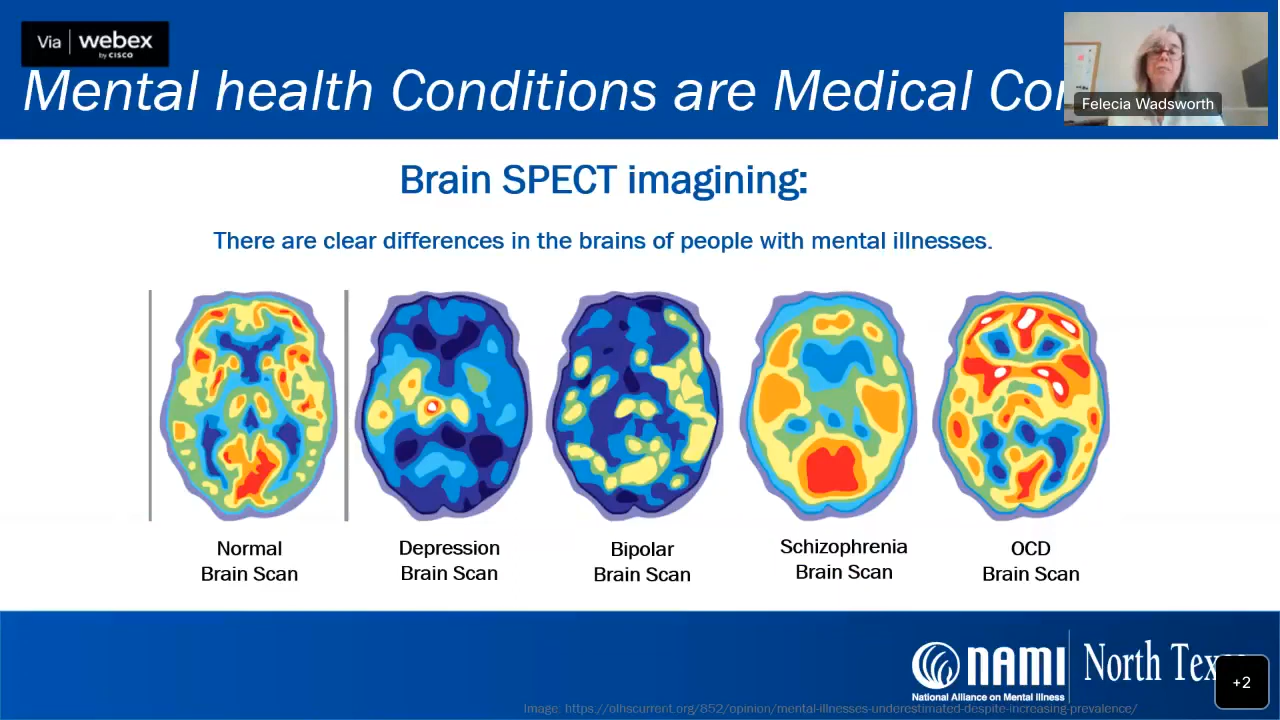 Via webex
by CISCO
Mental health Conditions are Medical
Felecia Wadsworth
Brain SPECT imagining:
There are clear differences in the brains of people with mental illnesses.
Normal
Brain Scan
Depression
Brain Scan
Bipolar
Brain Scan
Schizophrenia
Brain Scan
OCD
Brain Scan
NAMI
National Alliance on Mental Illness
North
+2
Image: https://olhscurrent.org/852/opinion/mental-illnesses-underestimated-despite-increasing-prevalence/